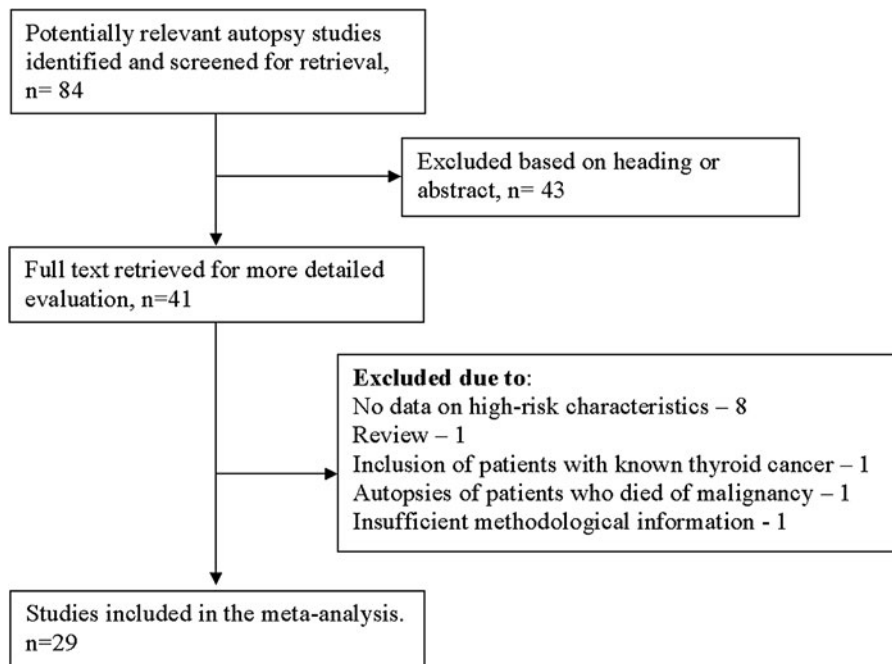 Potentially relevant autopsy studies
identified and screened for retrieval,
n= 84
Excluded based on heading or
abstract, n= 43
Full text retrieved for more detailed
evaluation, n=41
Excluded due to:
No data on high-risk characteristics – 8
Review – 1
Inclusion of patients with known thyroid cancer – 1
Autopsies of patients who died of malignancy – 1
Insufficient methodological information - 1
Studies included in the meta-analysis.
n=29